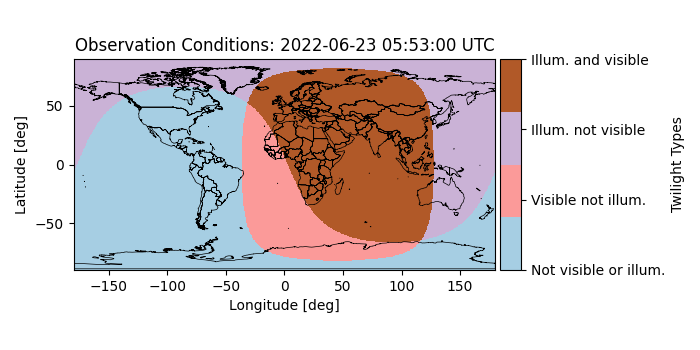 Observation Conditions: 2022-06-23 05:53:00 UTC
Illum. and visible
Illum. not visible
Visible not illum.
Not visible or illum.
Twilight Types
Latitude [deg]
50
0
−50
−150
−100
−50
0
50
100
150
Longitude [deg]